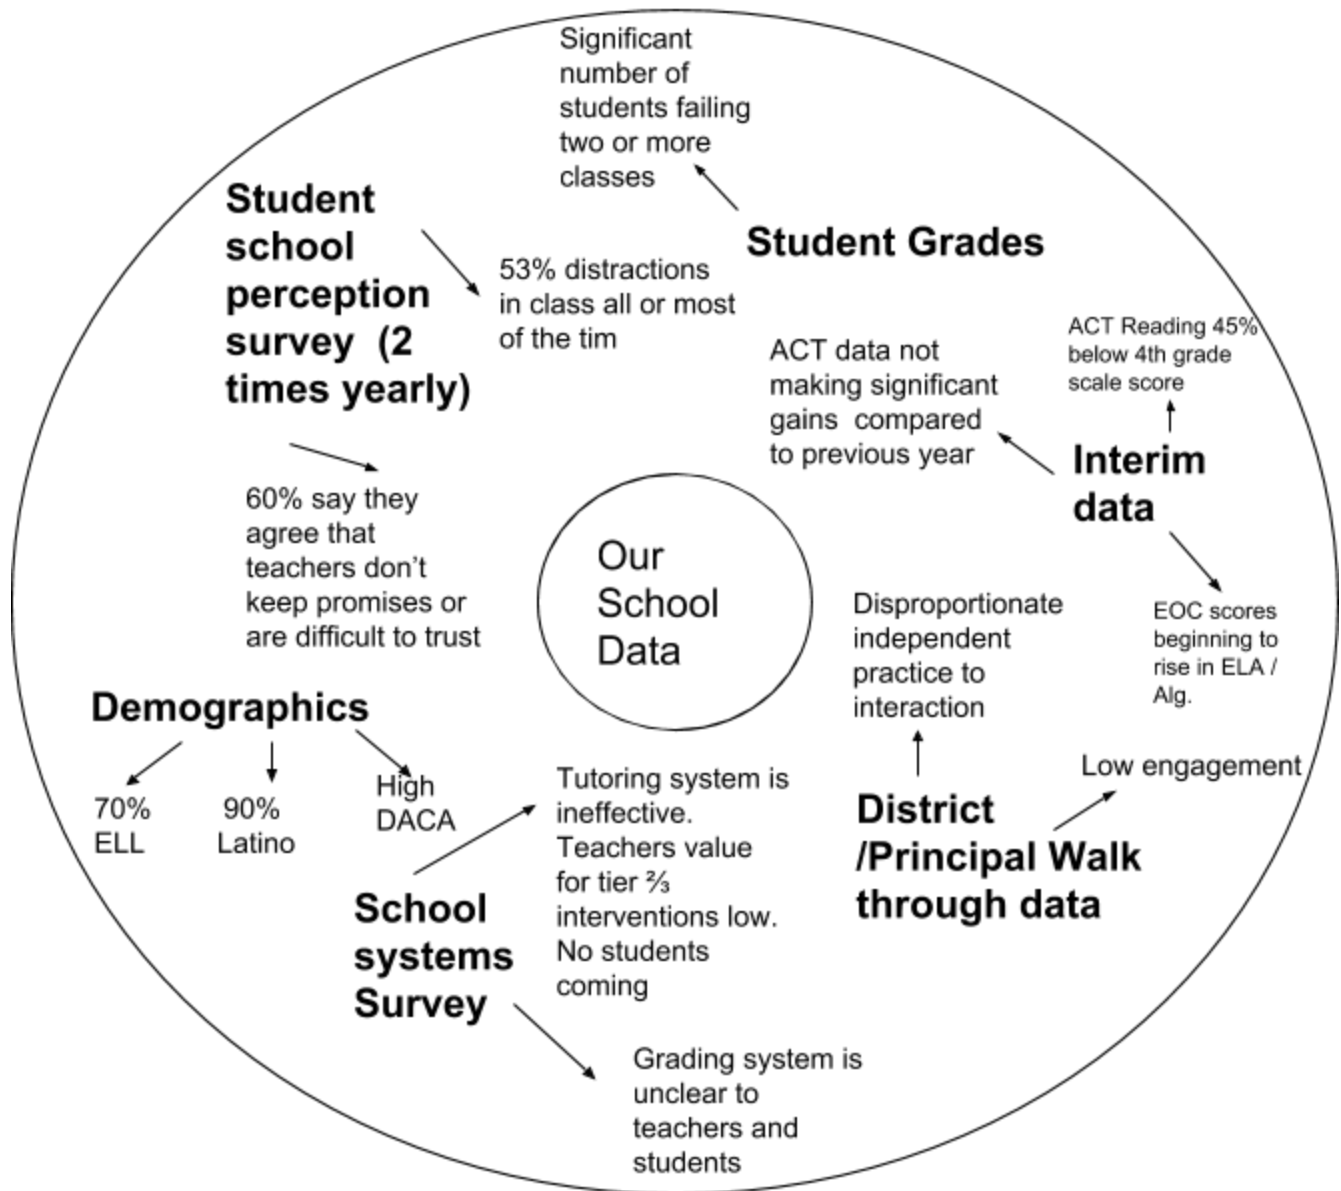 Significant
number of
students failing
two or more
classes
Student Grades
Student
school
perception
survey (2
times yearly)
53% distractions
in class all or most
of the tim
60% say they
agree that
teachers don't
keep promises or
are difficult to trust
ACT data not
making significant
gains compared
to previous year
ACT Reading 45%
below 4th grade
scale score
Interim
data
EOC scores
beginning to
rise in ELA /
Alg.
Our
School
Data
Disproportionate
independent
practice to
interaction
Low engagement
District
/Principal Walk
through data
Demographics
70%
ELL
90%
Latino
High
DACA
Tutoring system is
ineffective.
Teachers value
for tier ⅔
interventions low.
No students
coming
School
systems
Survey
Grading system is
unclear to
teachers and
students